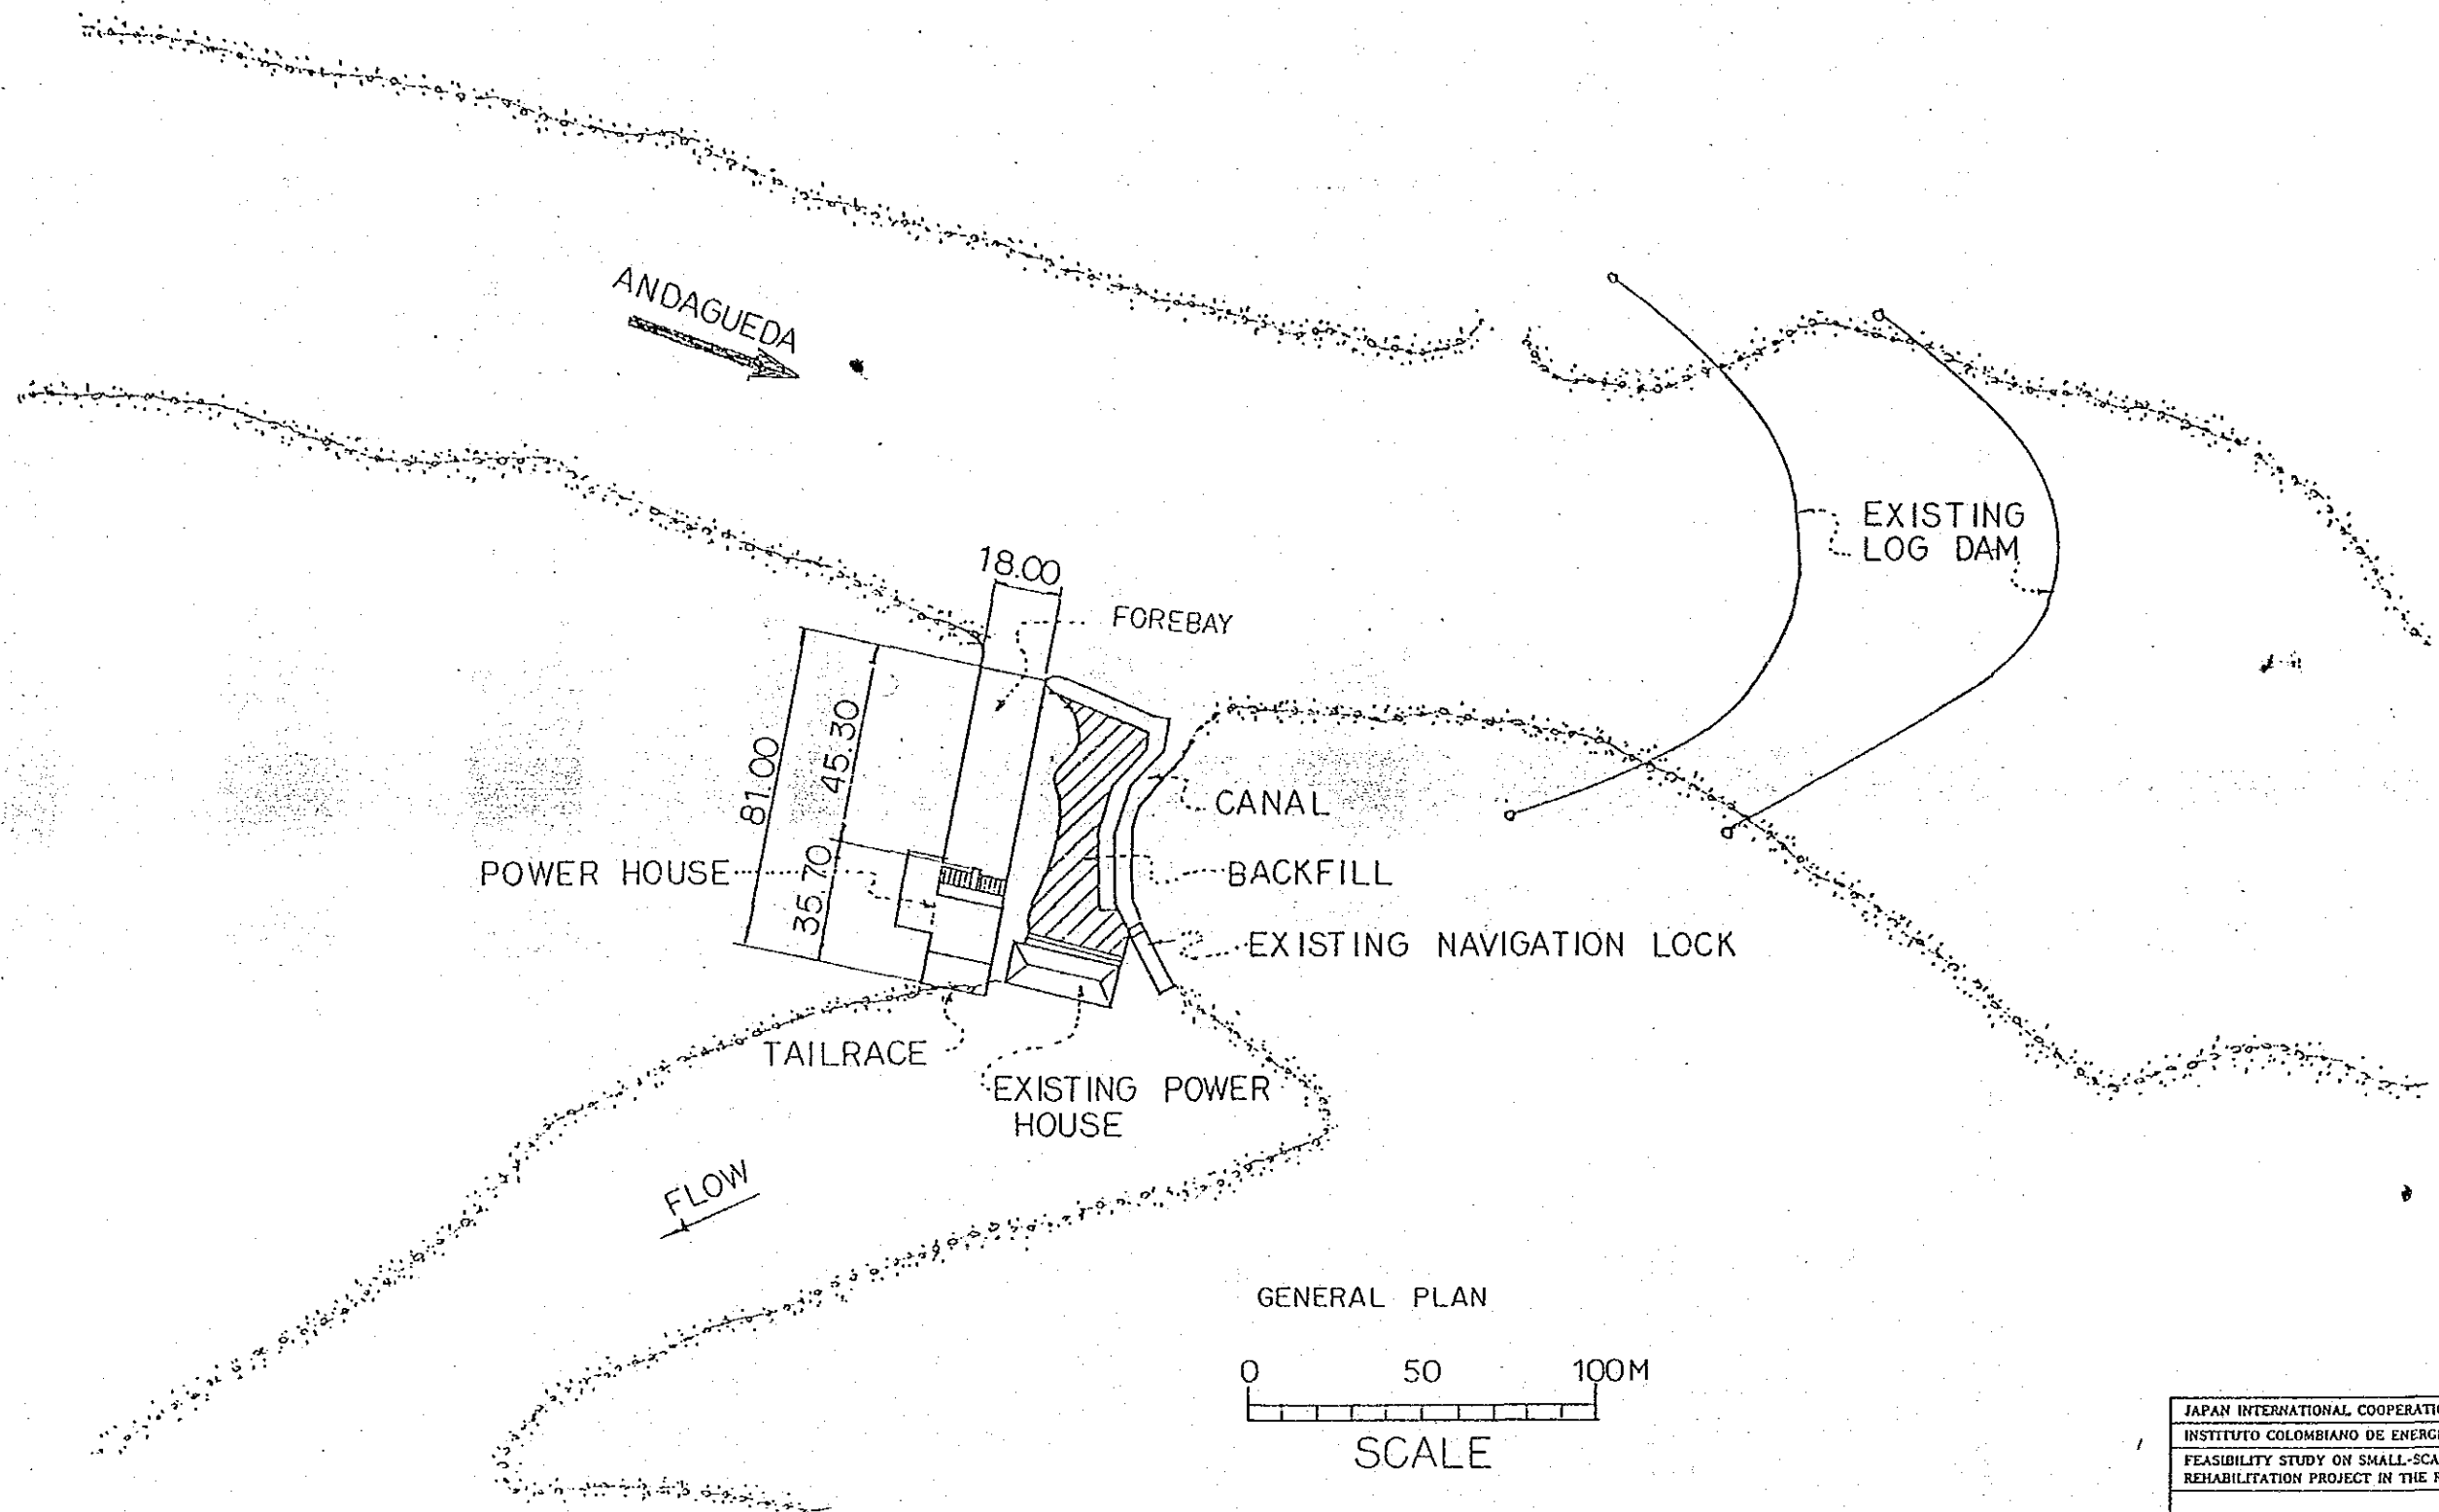 ANDAGUEDA
18.00
FOREBAY
EXISTING
LOG DAM
81.00
45.30
35.70
CANAL
POWER HOUSE
BACKFILL
EXISTING NAVIGATION LOCK
TAILRACE
EXISTING POWER
HOUSE
FLOW
GENERAL PLAN
0 50 100M
SCALE
JAPAN INTERNATIONAL COOPERATIO
INSTITUTO COLOMBIANO DE ENERG
FEASIBILITY STUDY ON SMALL-SCA
REHABILITATION PROJECT IN THE